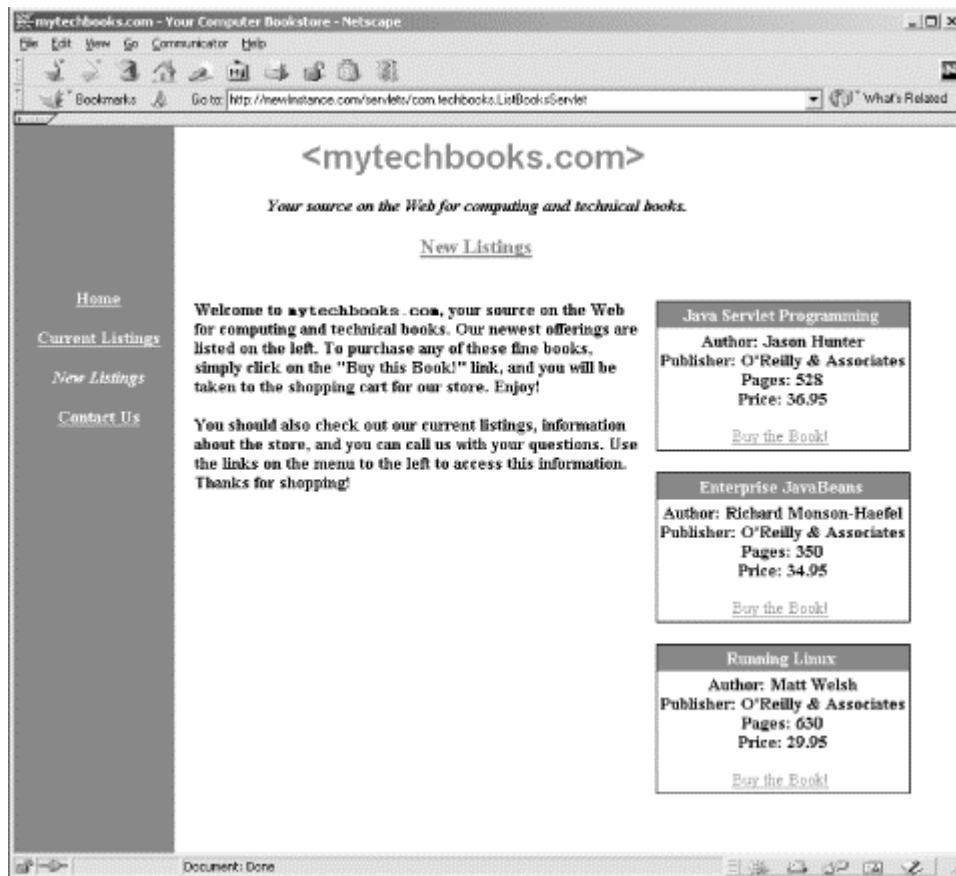 mytechbooks.com - Your Computer Bookstore - Netscape
File Edit View Go Communicator Help
Bookmarks Go to: http://newInstance.com/servlets/com.techbooks.ListBooksServlet What's Related
<mytechbooks.com>
Your source on the Web for computing and technical books.
New Listings
Home
Current Listings
New Listings
Contact Us
Welcome to mytechbooks.com, your source on the Web
for computing and technical books. Our newest offerings are
listed on the left. To purchase any of these fine books,
simply click on the "Buy this Book!" link, and you will be
taken to the shopping cart for our store. Enjoy!
You should also check out our current listings, information
about the store, and you can call us with your questions. Use
the links on the menu to the left to access this information.
Thanks for shopping!
Java Servlet Programming
Author: Jason Hunter
Publisher: O'Reilly & Associates
Pages: 528
Price: 36.95
Buy the Book!
Enterprise JavaBeans
Author: Richard Monson-Haefel
Publisher: O'Reilly & Associates
Pages: 350
Price: 34.95
Buy the Book!
Running Linux
Author: Matt Welsh
Publisher: O'Reilly & Associates
Pages: 630
Price: 29.95
Buy the Book!
Document: Done